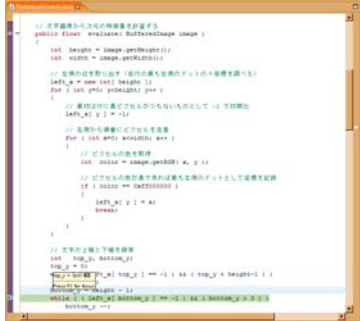 // 文字画像から次元の特徴量を計算する
public float evaluate( BufferedImage image )
{
int height = image.getHeight();
int width = image.getWidth();
// 左端の辺を取り出す（各行の最も左端のドットのｘ座標を調べる）
left_x = new int[ height ];
for ( int y=0; y<height; y++ )
{
// 最初は行に黒ピクセルがひとつもないものとして -1 で初期化
left_x[ y ] = -1;
// 左端から順番にピクセルを走査
for ( int x=0; x<width; x++ )
{
// ピクセルの色を取得
int color = image.getRGB( x, y );
// ピクセルの色が黒であれば最も左端のドットとして座標を記録
if ( color == 0xff000000 )
{
left_x[ y ] = x;
break;
}
}
}
// 文字の上端と下端を探索
int top_y, bottom_y;
top_y = 0;
ft_x[ top_y ] == -1 ) && ( top_y < height-1 ) )
bottom_y = height - 1;
while ( ( left_x[ bottom_y ] == -1 ) && ( bottom_y > 0 ) )
bottom_y --;